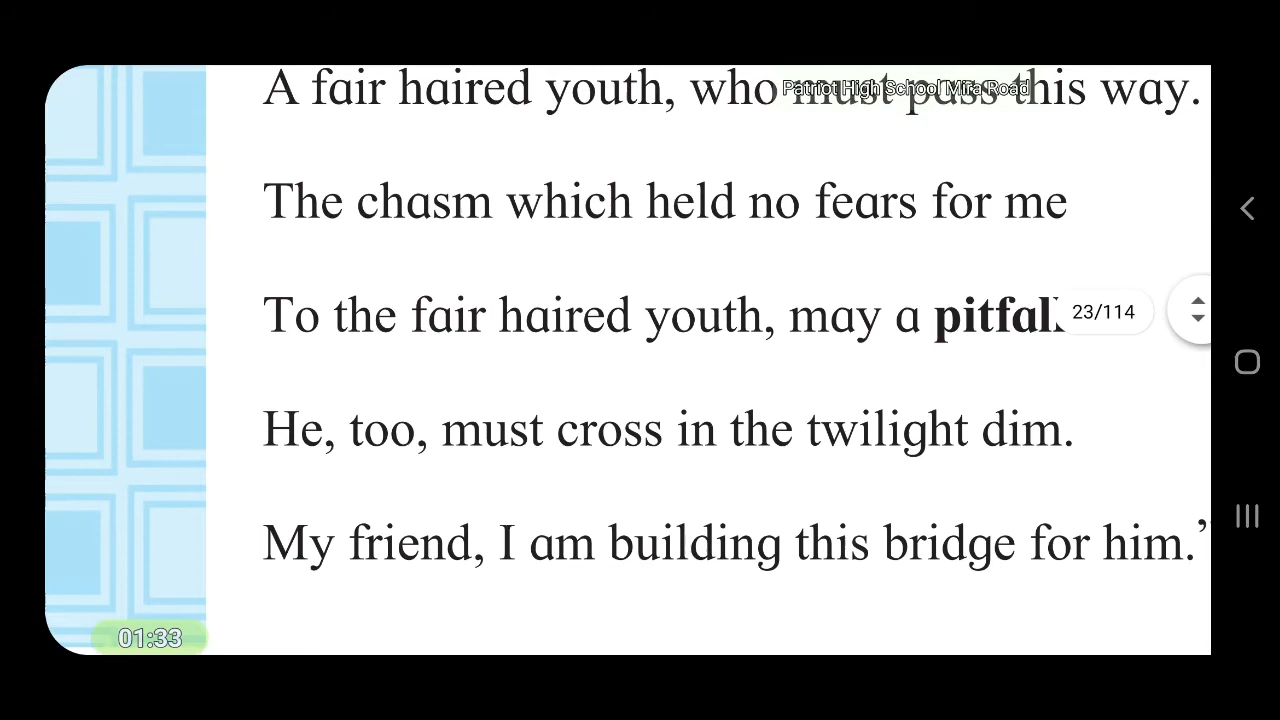 A fair haired youth, who must pass this way.
Patriot High School Mira Road
The chasm which held no fears for me
To the fair haired youth, may a pitfall
23/114
He, too, must cross in the twilight dim.
My friend, I am building this bridge for him.”
01:33